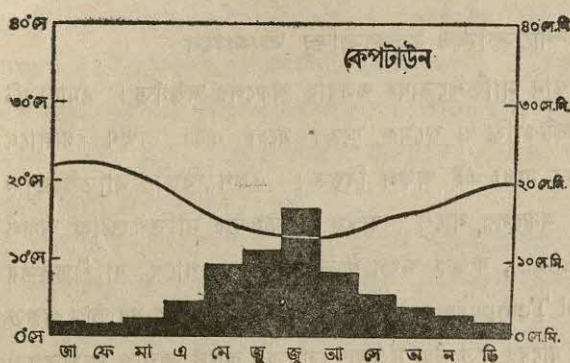 কেপটাউন
৪০°সে ৪০সে.মি.
৩০°সে ৩০সে.মি.
২০°সে ২০সে.মি.
১০°সে ১০সে.মি.
০°সে ০সে.মি.
জা ফে মা এ মে জু জু আ সে অ ন ডি